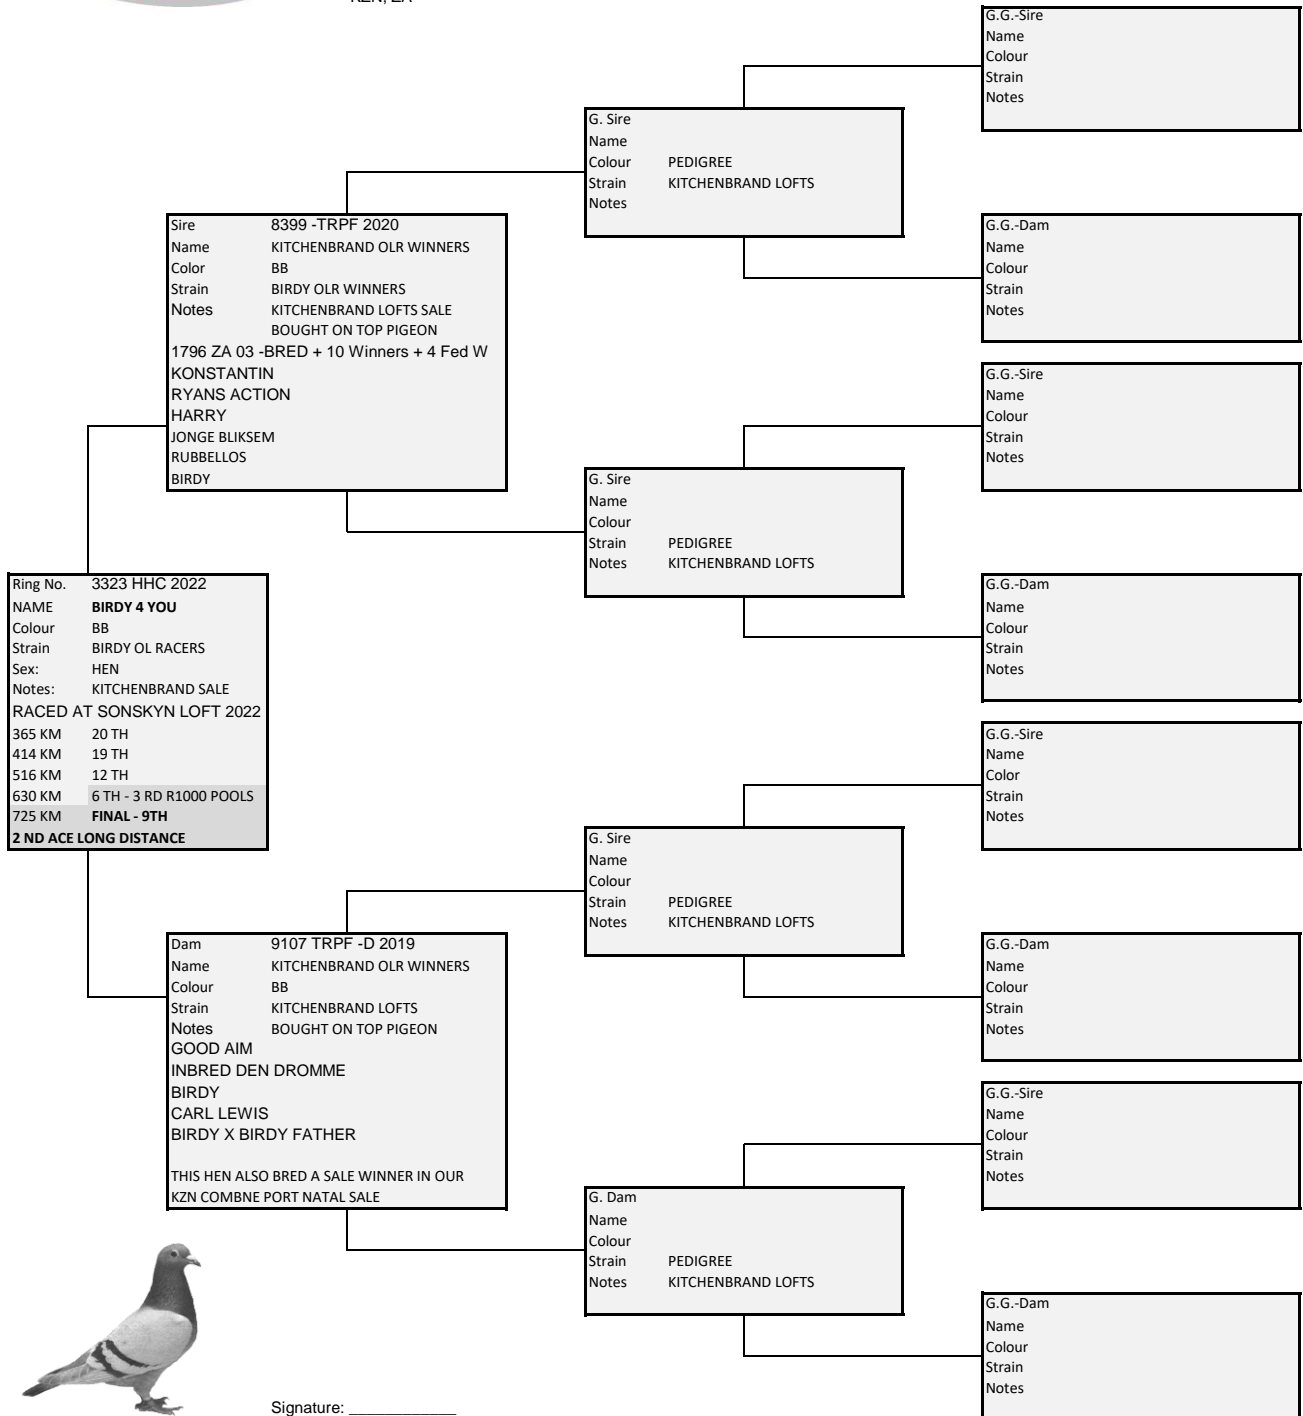 G.G.-Sire
Name
Colour
Strain
Notes
G. Sire
Name
Colour PEDIGREE
Strain KITCHENBRAND LOFTS
Notes
Sire 8399 -TRPF 2020
Name KITCHENBRAND OLR WINNERS
Color BB
Strain BIRDY OLR WINNERS
Notes KITCHENBRAND LOFTS SALE
BOUGHT ON TOP PIGEON
1796 ZA 03 -BRED + 10 Winners + 4 Fed W
KONSTANTIN
RYANS ACTION
HARRY
JONGE BLIKSEM
RUBBELLOS
BIRDY
G.G.-Dam
Name
Colour
Strain
Notes
G.G.-Sire
Name
Colour
Strain
Notes
G. Sire
Name
Colour
Strain PEDIGREE
Notes KITCHENBRAND LOFTS
G.G.-Dam
Name
Colour
Strain
Notes
Ring No. 3323 HHC 2022
NAME BIRDY 4 YOU
Colour BB
Strain BIRDY OL RACERS
Sex: HEN
Notes: KITCHENBRAND SALE
RACED AT SONSKYN LOFT 2022
365 KM 20 TH
414 KM 19 TH
516 KM 12 TH
630 KM 6 TH - 3 RD R1000 POOLS
725 KM FINAL - 9TH
2 ND ACE LONG DISTANCE
G.G.-Sire
Name
Color
Strain
Notes
G. Sire
Name
Colour
Strain PEDIGREE
Notes KITCHENBRAND LOFTS
G.G.-Dam
Name
Colour
Strain
Notes
Dam 9107 TRPF -D 2019
Name KITCHENBRAND OLR WINNERS
Colour BB
Strain KITCHENBRAND LOFTS
Notes BOUGHT ON TOP PIGEON
GOOD AIM
INBRED DEN DROMME
BIRDY
CARL LEWIS
BIRDY X BIRDY FATHER
THIS HEN ALSO BRED A SALE WINNER IN OUR
KZN COMBNE PORT NATAL SALE
G.G.-Sire
Name
Colour
Strain
Notes
G. Dam
Name
Colour
Strain PEDIGREE
Notes KITCHENBRAND LOFTS
G.G.-Dam
Name
Colour
Strain
Notes
Signature: ____________